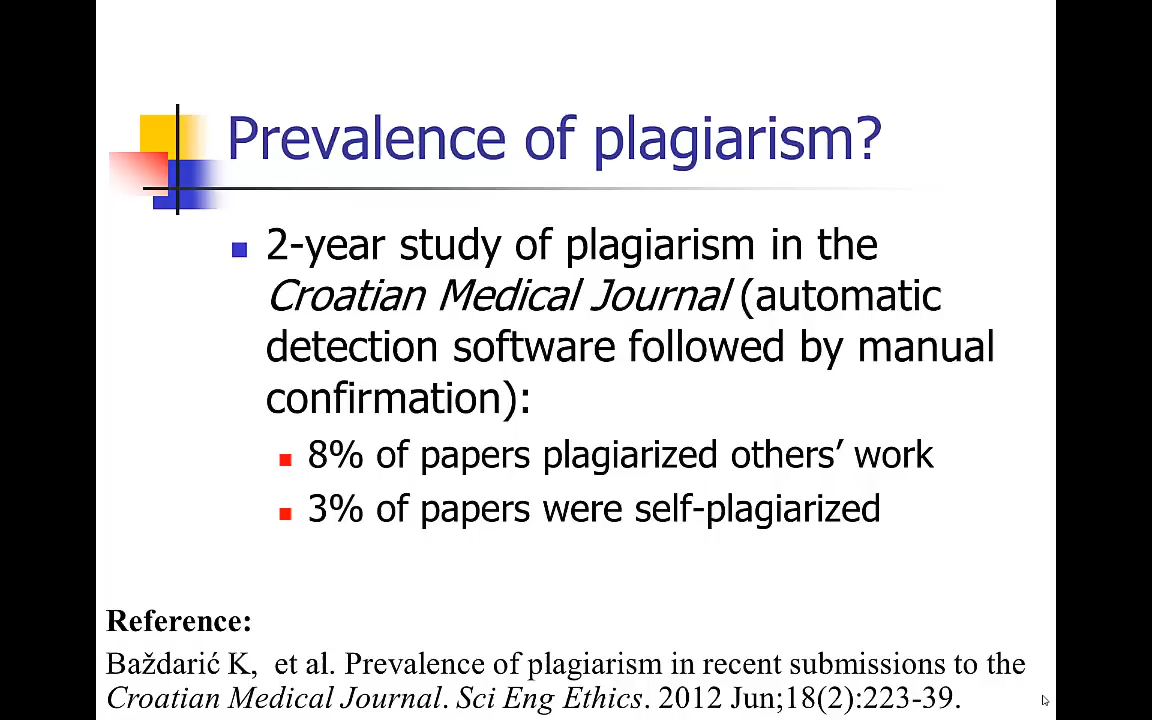 Prevalence of plagiarism?
2-year study of plagiarism in the
Croatian Medical Journal (automatic
detection software followed by manual
confirmation):
8% of papers plagiarized others’ work
3% of papers were self-plagiarized
Reference:
Baždarić K,  et al. Prevalence of plagiarism in recent submissions to the
Croatian Medical Journal. Sci Eng Ethics. 2012 Jun;18(2):223-39.